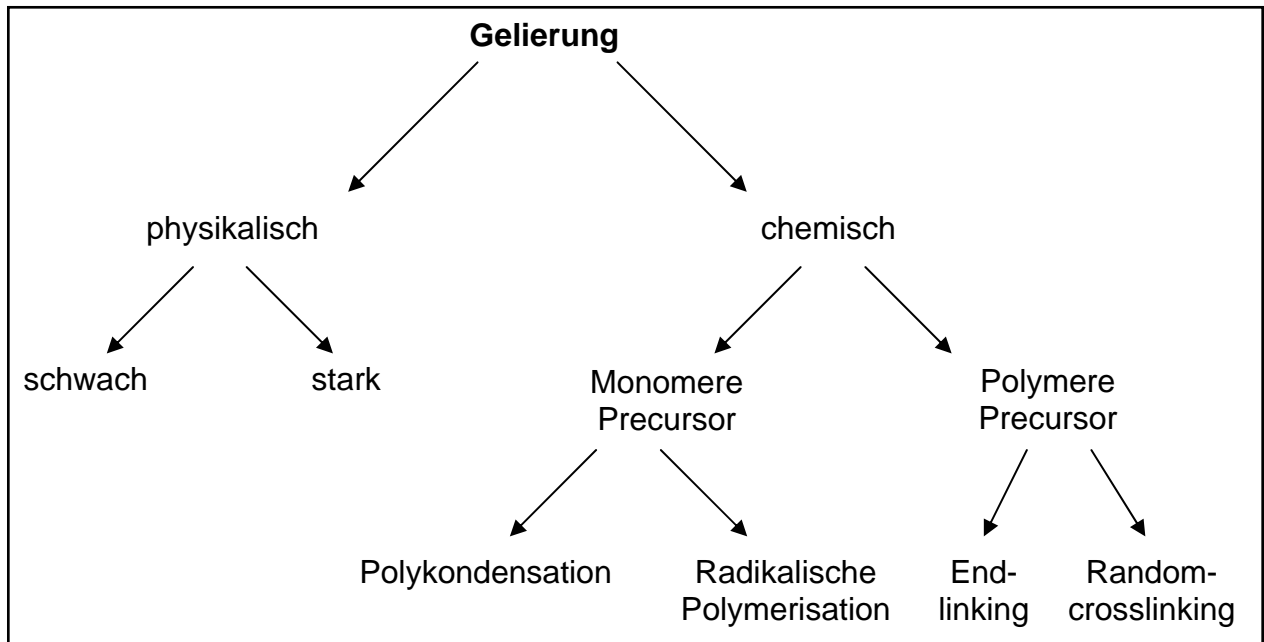 Gelierung
physikalisch
chemisch
schwach
stark
Monomere
Precursor
Polymere
Precursor
Polykondensation
Radikalische
Polymerisation
End-
linking
Random-
crosslinking